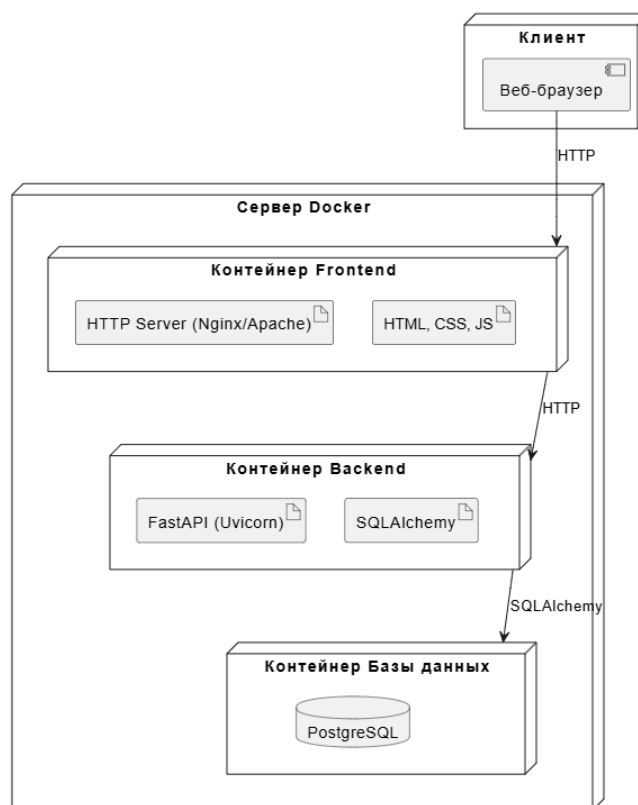 Клиент
Веб-браузер
HTTP
Сервер Docker
Контейнер Frontend
HTTP Server (Nginx/Apache)
HTML, CSS, JS
HTTP
Контейнер Backend
FastAPI (Uvicorn)
SQLAlchemy
SQLAlchemy
Контейнер Базы данных
PostgreSQL